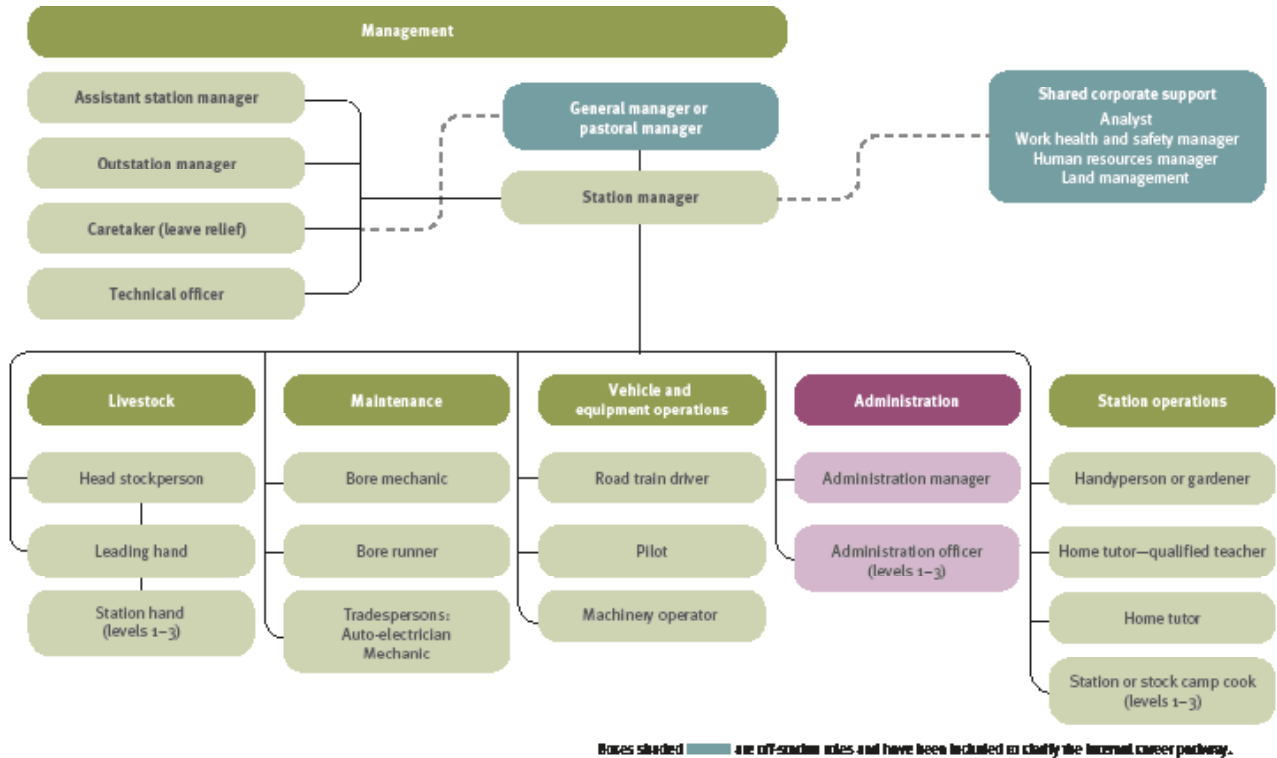 Management
Assistant station manager
Outstation manager
Caretaker (leave relief)
Technical officer
General manager or
pastoral manager
Station manager
Shared corporate support
Analyst
Work health and safety manager
Human resources manager
Land management
Livestock
Head stockperson
Leading hand
Station hand
(levels 1–3)
Maintenance
Bore mechanic
Bore runner
Tradespersons:
Auto-electrician
Mechanic
Vehicle and
equipment operations
Road train driver
Pilot
Machinery operator
Administration
Administration manager
Administration officer
(levels 1–3)
Station operations
Handyperson or gardener
Home tutor—qualified teacher
Home tutor
Station or stock camp cook
(levels 1–3)
Boxes shaded are off-station roles and have been included to clarify the internal career pathway.